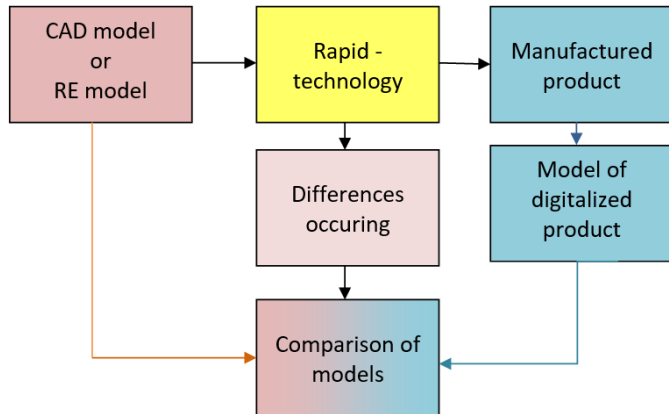 CAD model
or
RE model
Rapid -
technology
Manufactured
product
Differences
occuring
Model of
digitalized
product
Comparison of
models